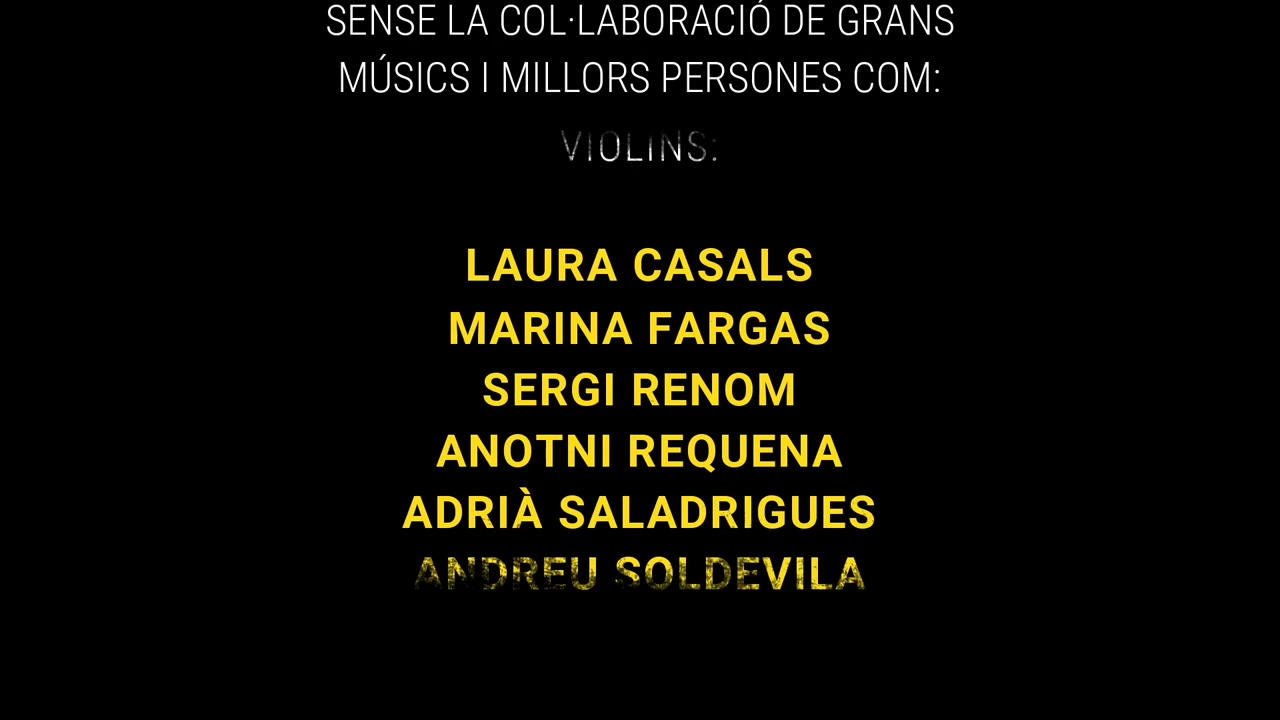 SENSE LA COL·LABORACIÓ DE GRANS
MÚSICS I MILLORS PERSONES COM:
VIOLINS:
LAURA CASALS
MARINA FARGAS
SERGI RENOM
ANOTNI REQUENA
ADRIÀ SALADRIGUES
ANDREU SOLDEVILA